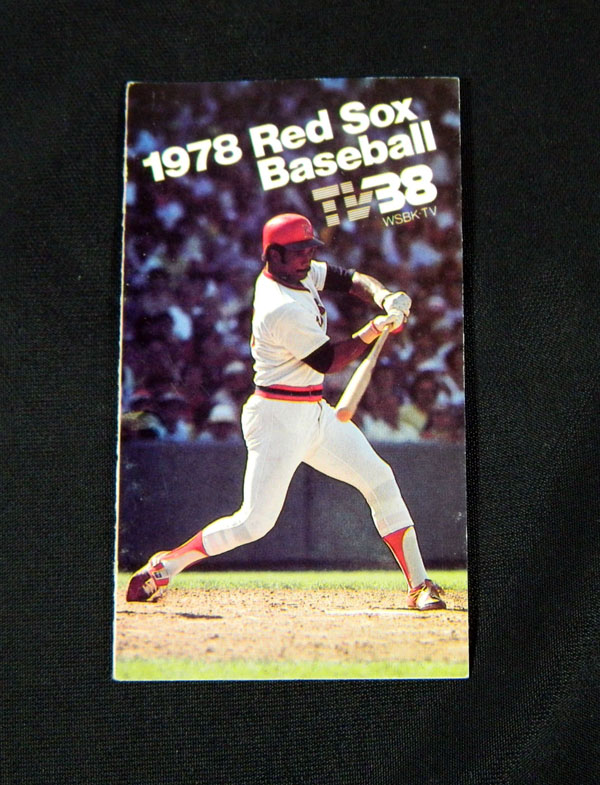 1978 Red Sox
Baseball
TV38
WSBK-TV